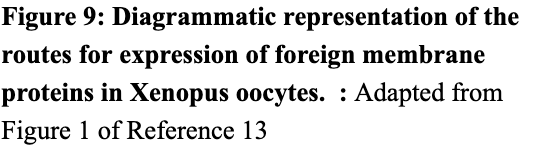 Figure 9: Diagrammatic representation of the
routes for expression of foreign membrane
proteins in Xenopus oocytes.  : Adapted from
Figure 1 of Reference 13